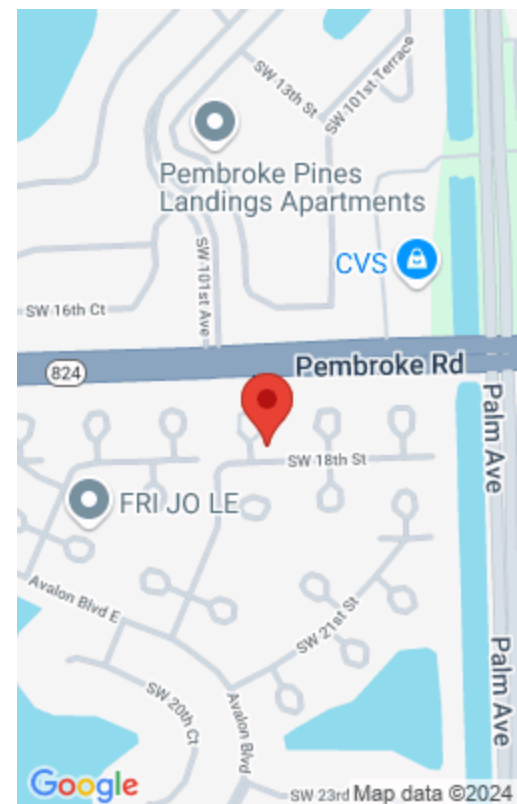 SW 13th St
SW 101st Terrace
Pembroke Pines
Landings Apartments
CVS
SW 101st Ave
SW 16th Ct
Pembroke Rd
824
Palm Ave
SW 18th St
FRI JO LE
Avalon Blvd E
SW 21st St
Palm Ave
SW 20th Ct
Avalon Blvd
Google
SW 23rd
Map data ©2024